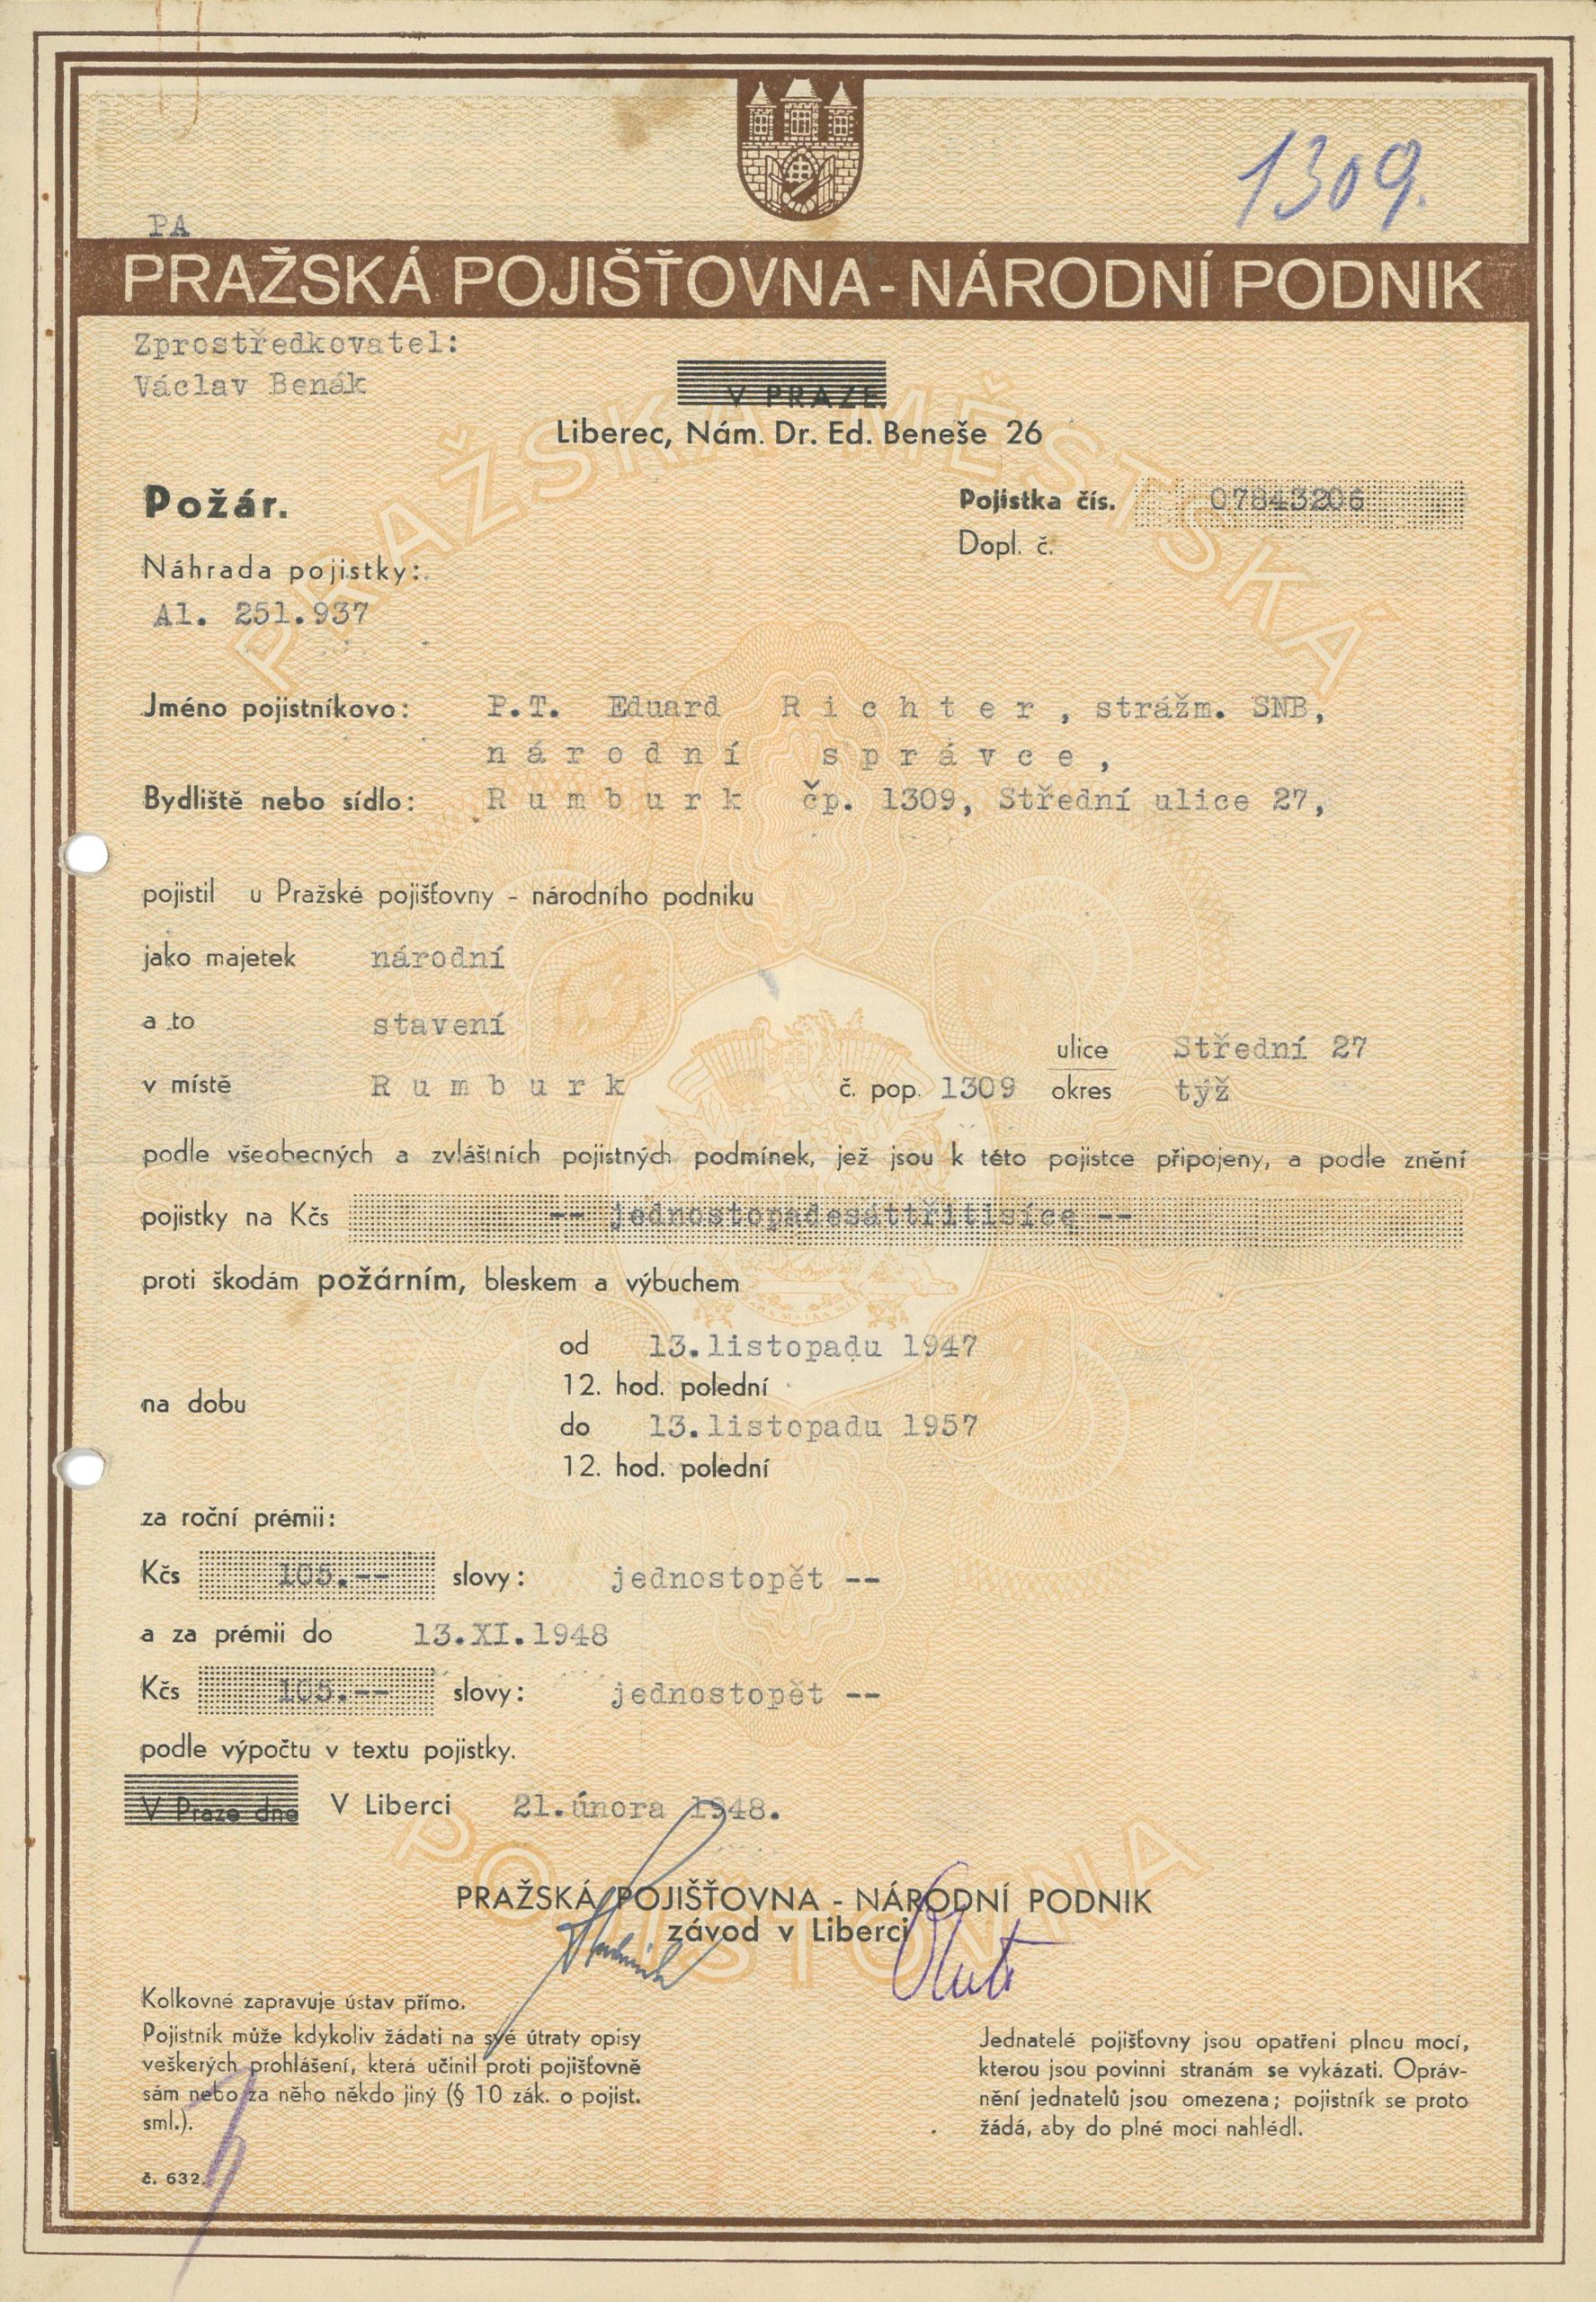 1309.
PA
PRAŽSKÁ POJIŠŤOVNA - NÁRODNÍ PODNIK
Zprostředkovatel:
Václav Benák
V PRAZE,
Liberec, Nám. Dr. Ed. Beneše 26
Požár.
Pojistka čís. 07843206
Dopl. č.
Náhrada pojistky:
Al. 251.937
Jméno pojistníkovo: P.T. Eduard Richter, strážm. SNB,
národní správce,
Bydliště nebo sídlo: Rumburk čp. 1309, Střední ulice 27,
pojistil u Pražské pojišťovny - národního podniku
jako majetek národní
a to stavení
ulice Střední 27
v místě Rumburk č. pop. 1309 okres týž
podle všeobecných a zvláštních pojistných podmínek, jež jsou k této pojistce připojeny, a podle znění
pojistky na Kčs -- jednostopadesáttřitisíce --
proti škodám požárním, bleskem a výbuchem
od 13.listopadu 1947
12. hod. polední
na dobu
do 13.listopadu 1957
12. hod. polední
za roční prémii:
Kčs 105.-- slovy: jednostopět --
a za prémii do 13.XI.1948
Kčs 105.-- slovy: jednostopět --
podle výpočtu v textu pojistky.
V Praze dne V Liberci 21.února 1948.
PRAŽSKÁ POJIŠŤOVNA - NÁRODNÍ PODNIK
závod v Liberci
Kolkovné zapravuje ústav přímo.
Pojistník může kdykoliv žádati na své útraty opisy
veškerých prohlášení, která učinil proti pojišťovně
sám nebo za něho někdo jiný (§ 10 zák. o pojist.
sml.).
Jednatelé pojišťovny jsou opatřeni plnou mocí,
kterou jsou povinni stranám se vykázati. Opráv-
nění jednatelů jsou omezena; pojistník se proto
žádá, aby do plné moci nahlédl.
č. 632.
PRAŽSKÁ MĚSTSKÁ
POJIŠŤOVNA